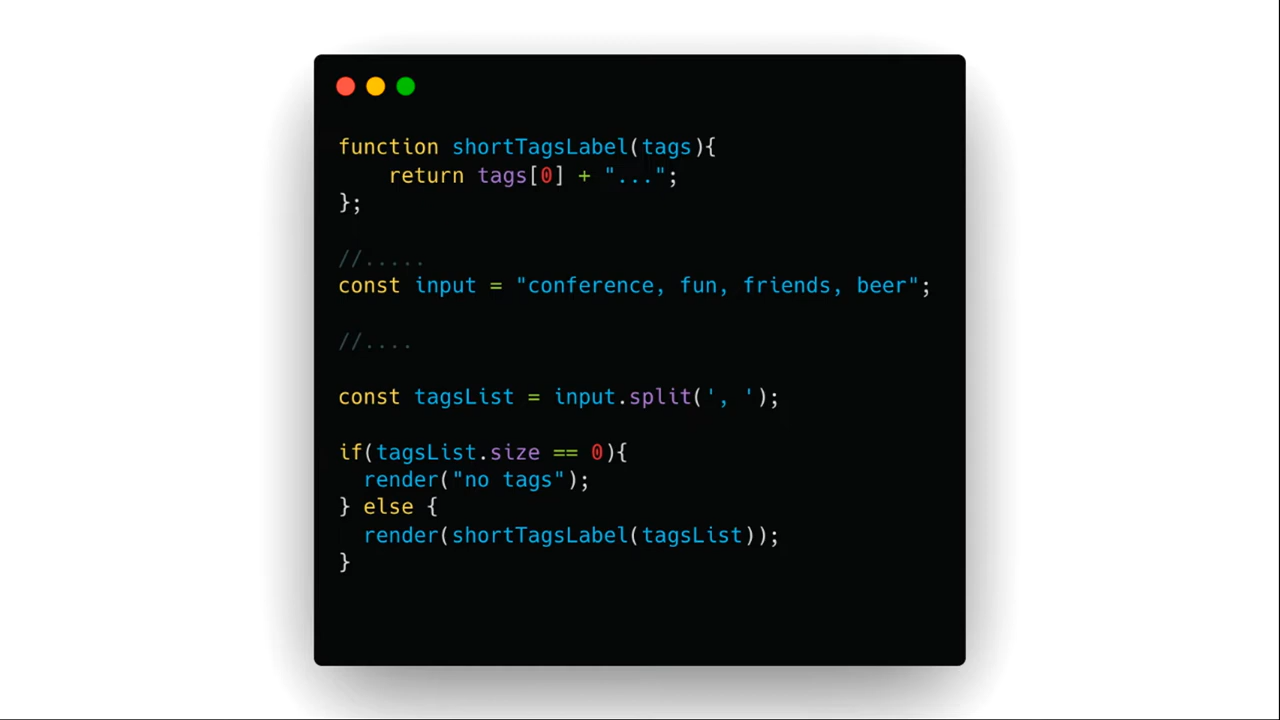 function shortTagsLabel(tags){
    return tags[0] + "...";
};
//.....
const input = "conference, fun, friends, beer";
//....
const tagsList = input.split(', ');
if(tagsList.size == 0){
  render("no tags");
} else {
  render(shortTagsLabel(tagsList));
}